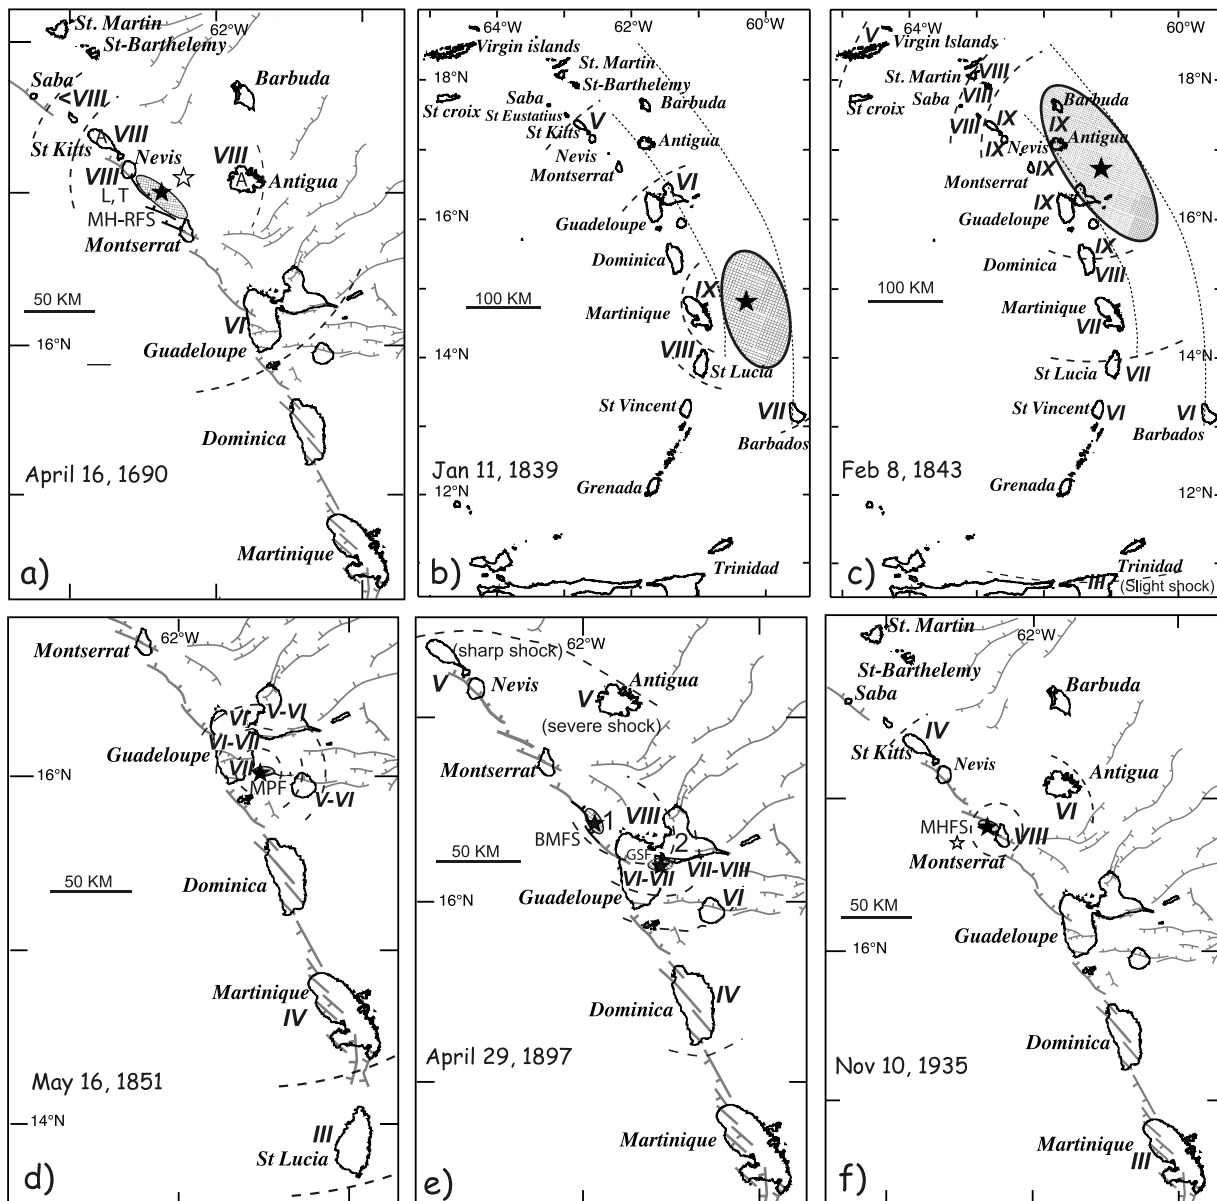 St. Martin
62°W
St-Barthelemy
Saba
Barbuda
<VIII
A
VIII
St Kitts
Nevis
VIII
VIII
A
Antigua
L, T
MH-RFS
Montserrat
50 KM
VI
16°N
Guadeloupe
Dominica
April 16, 1690
Martinique
a)
64°W
62°W
60°W
Virgin islands
St. Martin
18°N
St-Barthelemy
St croix
Saba
Barbuda
St Eustatius
V
St Kitts
Antigua
Nevis
Montserrat
VI
16°N
Guadeloupe
Dominica
IX
100 KM
Martinique
VIII
14°N
St Lucia
St Vincent
VII
Barbados
Jan 11, 1839
12°N
Grenada
Trinidad
b)
64°W
62°W
60°W
V
Virgin Islands
St. Martin
VIII
18°N
VIII
St croix
Saba
Barbuda
VIII
IX
IX
Nevis
Antigua
IX
Montserrat
IX
IX
Guadeloupe
16°N
IX
Dominica
VIII
100 KM
Martinique
VII
14°N
St Lucia
VII
St Vincent
VI
VI
Barbados
Feb 8, 1843
Grenada
12°N
Trinidad
III
(Slight shock)
c)
62°W
Montserrat
VI
V-VI
VI-VII
Guadeloupe
VII
16°N
MPF
V-VI
50 KM
Dominica
Martinique
IV
May 16, 1851
14°N
III
St Lucia
d)
62°W
(sharp shock)
V
Nevis
Antigua
V
(severe shock)
Montserrat
1
VIII
BMFS
2
GSF
50 KM
VI-VII
VII-VIII
Guadeloupe
VI
16°N
IV
Dominica
April 29, 1897
Martinique
e)
St. Martin
62°W
St-Barthelemy
Saba
Barbuda
IV
St Kitts
Nevis
Antigua
VI
MHFS
VIII
Montserrat
50 KM
Guadeloupe
16°N
Dominica
Nov 10, 1935
Martinique
III
f)